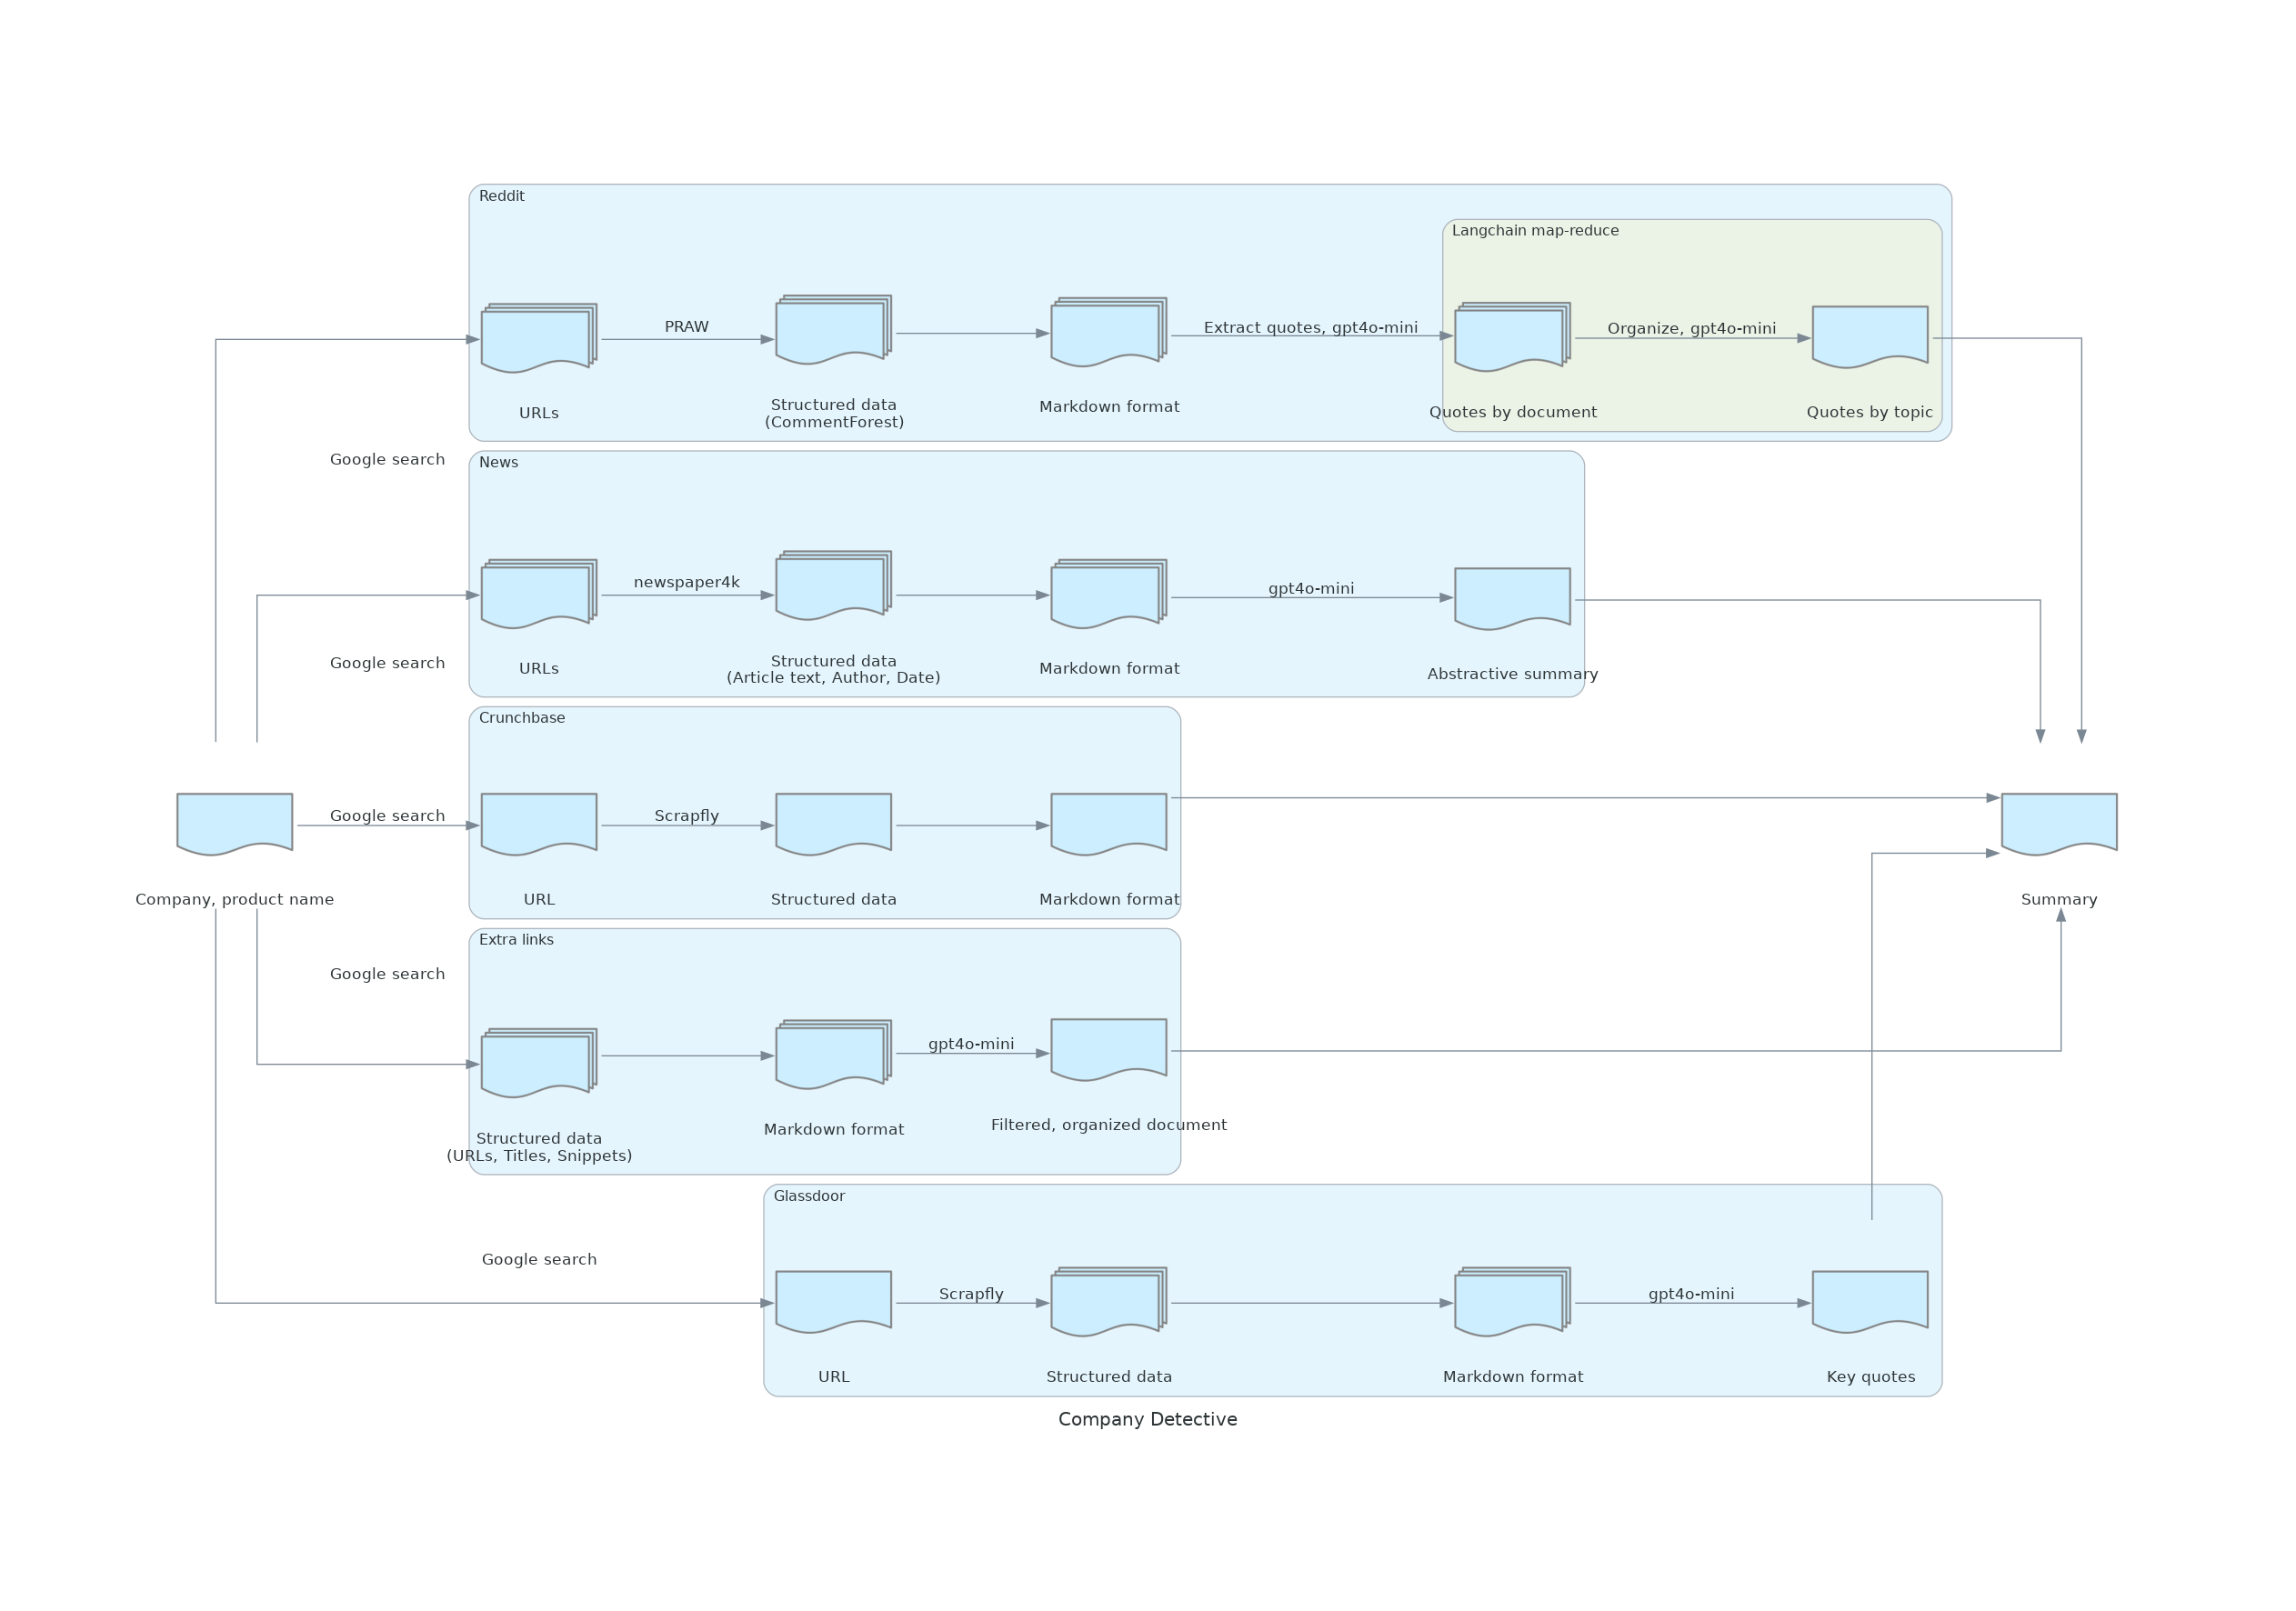 Reddit
Langchain map-reduce
PRAW
Extract quotes, gpt4o-mini
Organize, gpt4o-mini
URLs
Structured data
(CommentForest)
Markdown format
Quotes by document
Quotes by topic
Google search
News
newspaper4k
gpt4o-mini
URLs
Structured data
(Article text, Author, Date)
Markdown format
Abstractive summary
Google search
Crunchbase
Google search
Scrapfly
Company, product name
URL
Structured data
Markdown format
Summary
Extra links
Google search
gpt4o-mini
Structured data
(URLs, Titles, Snippets)
Markdown format
Filtered, organized document
Glassdoor
Google search
Scrapfly
gpt4o-mini
URL
Structured data
Markdown format
Key quotes
Company Detective